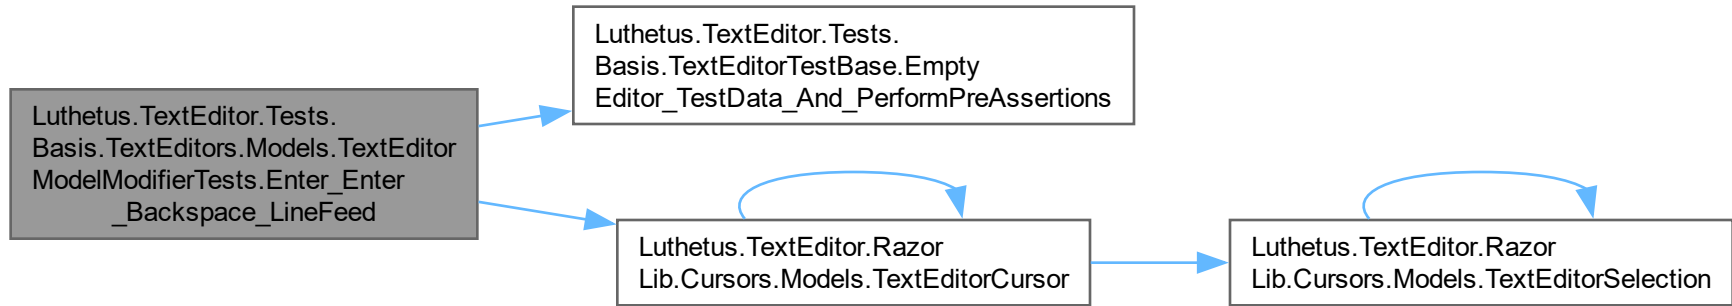 Luthetus.TextEditor.Tests.
Basis.TextEditors.Models.TextEditor
ModelModifierTests.Enter_Enter
_Backspace_LineFeed
Luthetus.TextEditor.Tests.
Basis.TextEditorTestBase.Empty
Editor_TestData_And_PerformPreAssertions
Luthetus.TextEditor.Razor
Lib.Cursors.Models.TextEditorCursor
Luthetus.TextEditor.Razor
Lib.Cursors.Models.TextEditorSelection